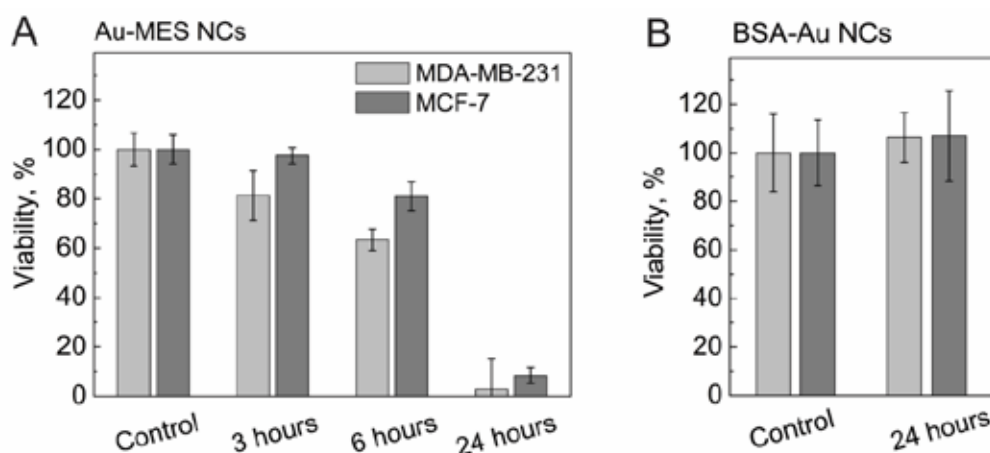 A
Au-MES NCs
MDA-MB-231
MCF-7
Viability, %
120
100
80
60
40
20
0
Control
3 hours
6 hours
24 hours
B
BSA-Au NCs
Viability, %
120
100
80
60
40
20
0
Control
24 hours